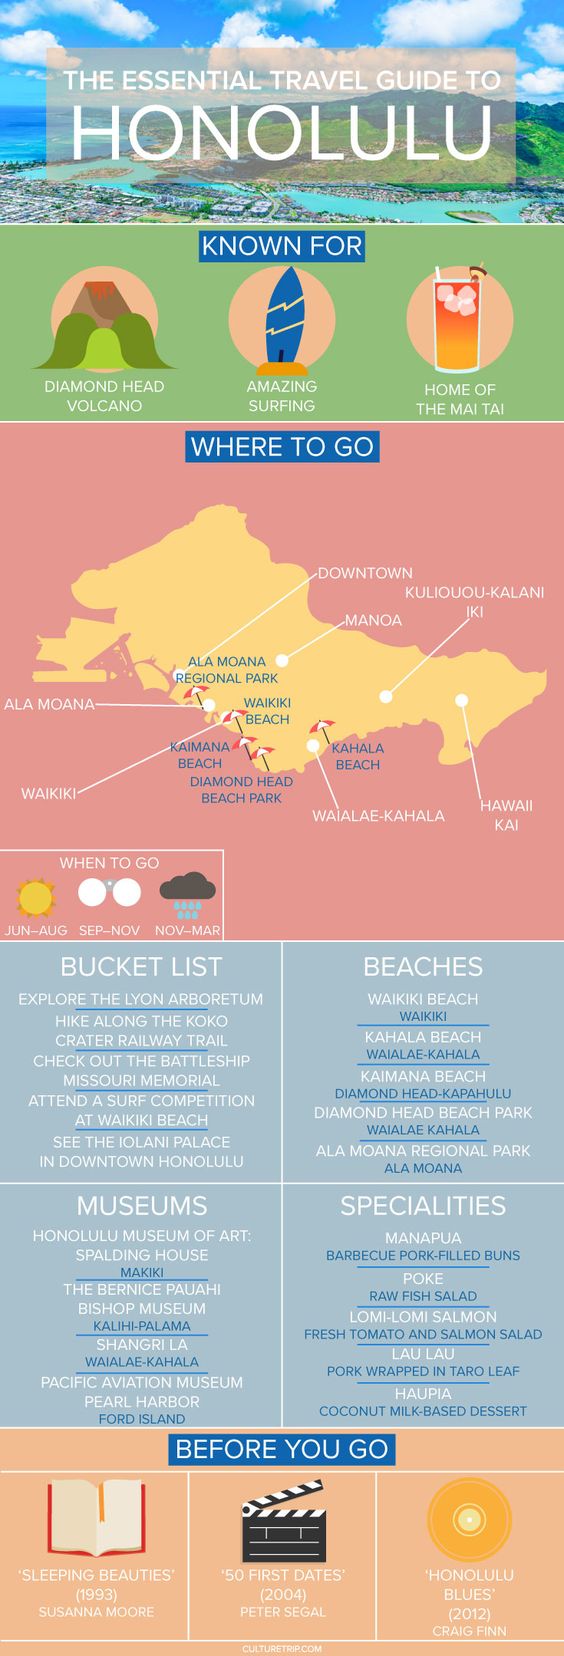 THE ESSENTIAL TRAVEL GUIDE TO
HONOLULU
KNOWN FOR
DIAMOND HEAD
VOLCANO
AMAZING
SURFING
HOME OF
THE MAI TAI
WHERE TO GO
DOWNTOWN
KULIOUOU-KALANI
IKI
MANOA
ALA MOANA
REGIONAL PARK
ALA MOANA
WAIKIKI
BEACH
KAIMANA
BEACH
KAHALA
BEACH
DIAMOND HEAD
BEACH PARK
WAIKIKI
WAIALAE-KAHALA
HAWAII
KAI
WHEN TO GO
JUN–AUG
SEP–NOV
NOV–MAR
BUCKET LIST
EXPLORE THE LYON ARBORETUM
HIKE ALONG THE KOKO
CRATER RAILWAY TRAIL
CHECK OUT THE BATTLESHIP
MISSOURI MEMORIAL
ATTEND A SURF COMPETITION
AT WAIKIKI BEACH
SEE THE IOLANI PALACE
IN DOWNTOWN HONOLULU
BEACHES
WAIKIKI BEACH
WAIKIKI
KAHALA BEACH
WAIALAE-KAHALA
KAIMANA BEACH
DIAMOND HEAD-KAPAHULU
DIAMOND HEAD BEACH PARK
WAIALAE KAHALA
ALA MOANA REGIONAL PARK
ALA MOANA
MUSEUMS
HONOLULU MUSEUM OF ART:
SPALDING HOUSE
MAKIKI
THE BERNICE PAUAHI
BISHOP MUSEUM
KALIHI-PALAMA
SHANGRI LA
WAIALAE-KAHALA
PACIFIC AVIATION MUSEUM
PEARL HARBOR
FORD ISLAND
SPECIALITIES
MANAPUA
BARBECUE PORK-FILLED BUNS
POKE
RAW FISH SALAD
LOMI-LOMI SALMON
FRESH TOMATO AND SALMON SALAD
LAU LAU
PORK WRAPPED IN TARO LEAF
HAUPIA
COCONUT MILK-BASED DESSERT
BEFORE YOU GO
‘SLEEPING BEAUTIES’
(1993)
SUSANNA MOORE
‘50 FIRST DATES’
(2004)
PETER SEGAL
‘HONOLULU
BLUES’
(2012)
CRAIG FINN
CULTURETRIP.COM